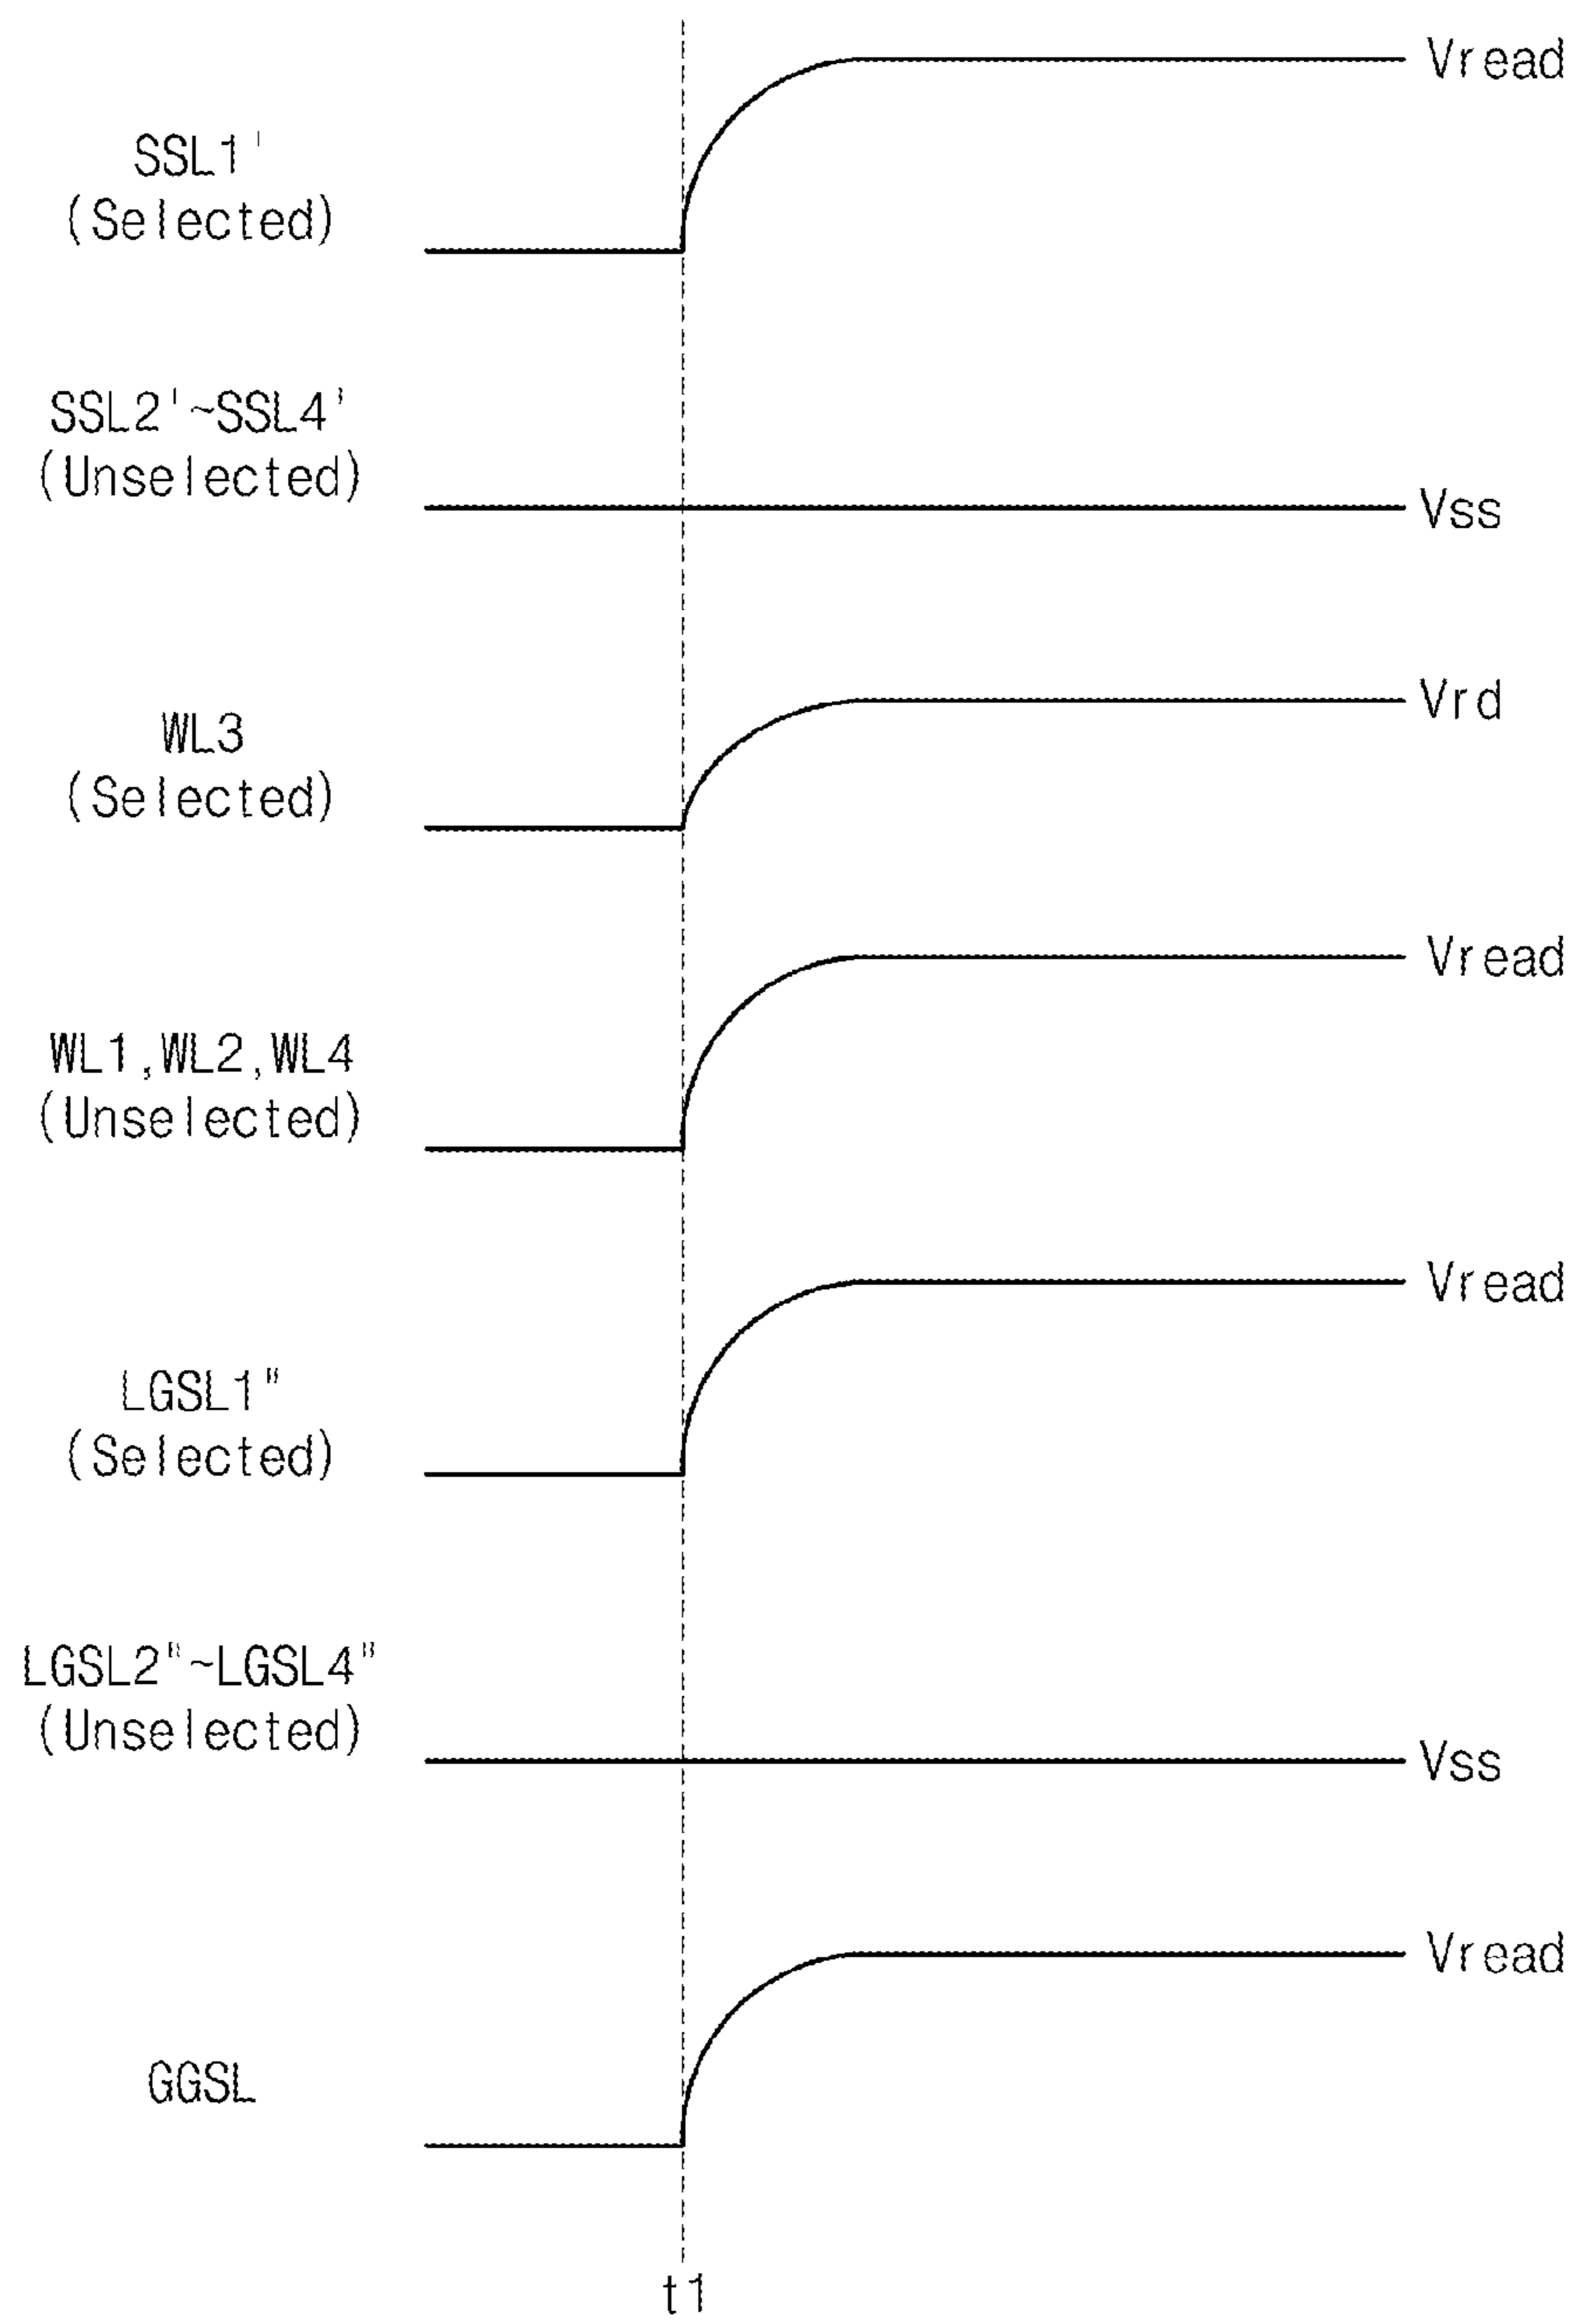 Vread
SSL1'
(Selected)
SSL2'~SSL4'
(Unselected)
Vss
Vrd
WL3
(Selected)
Vread
WL1,WL2,WL4
(Unselected)
Vread
LGSL1"
(Selected)
LGSL2"~LGSL4"
(Unselected)
Vss
Vread
GGSL
t1